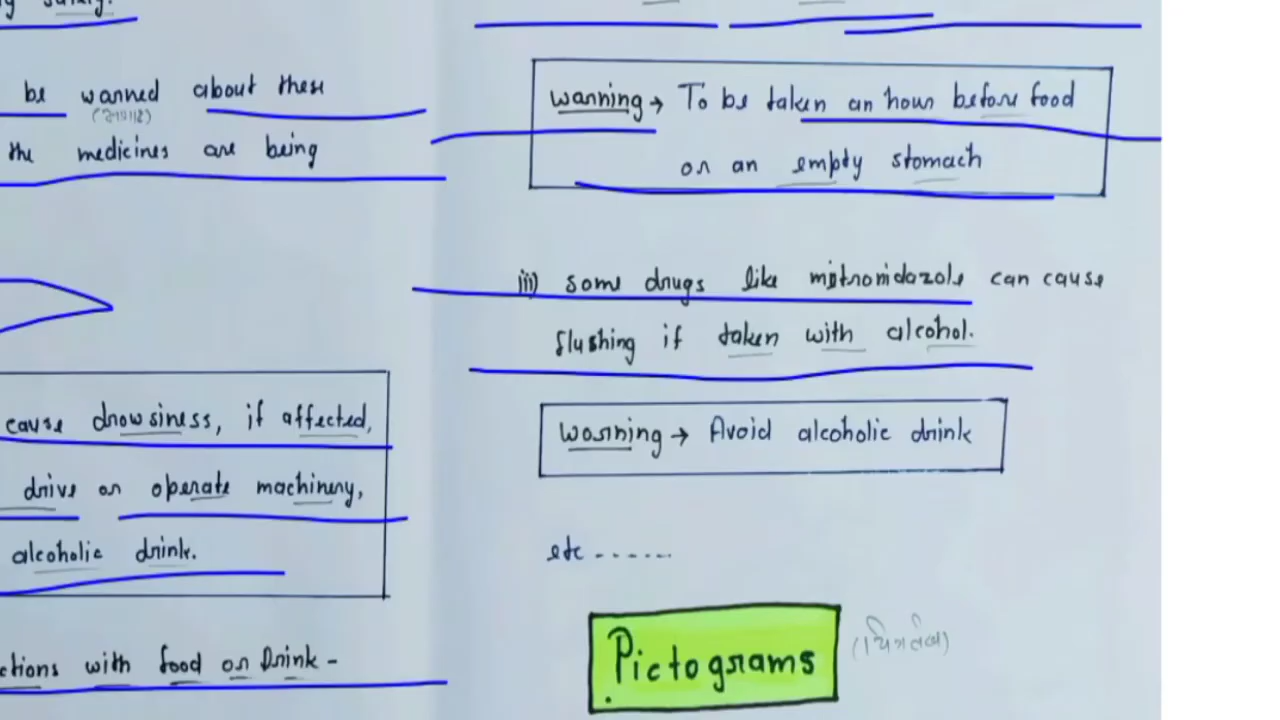 be warned about these
the medicines are being
cause drowsiness, if affected,
drive or operate machinery,
alcoholic drink.
ctions with food or Drink -
Warning → To be taken an hour before food
or an empty stomach
iii) some drugs like metronidazole can cause
flushing if taken with alcohol.
Warning → Avoid alcoholic drink
etc ......
Pictograms